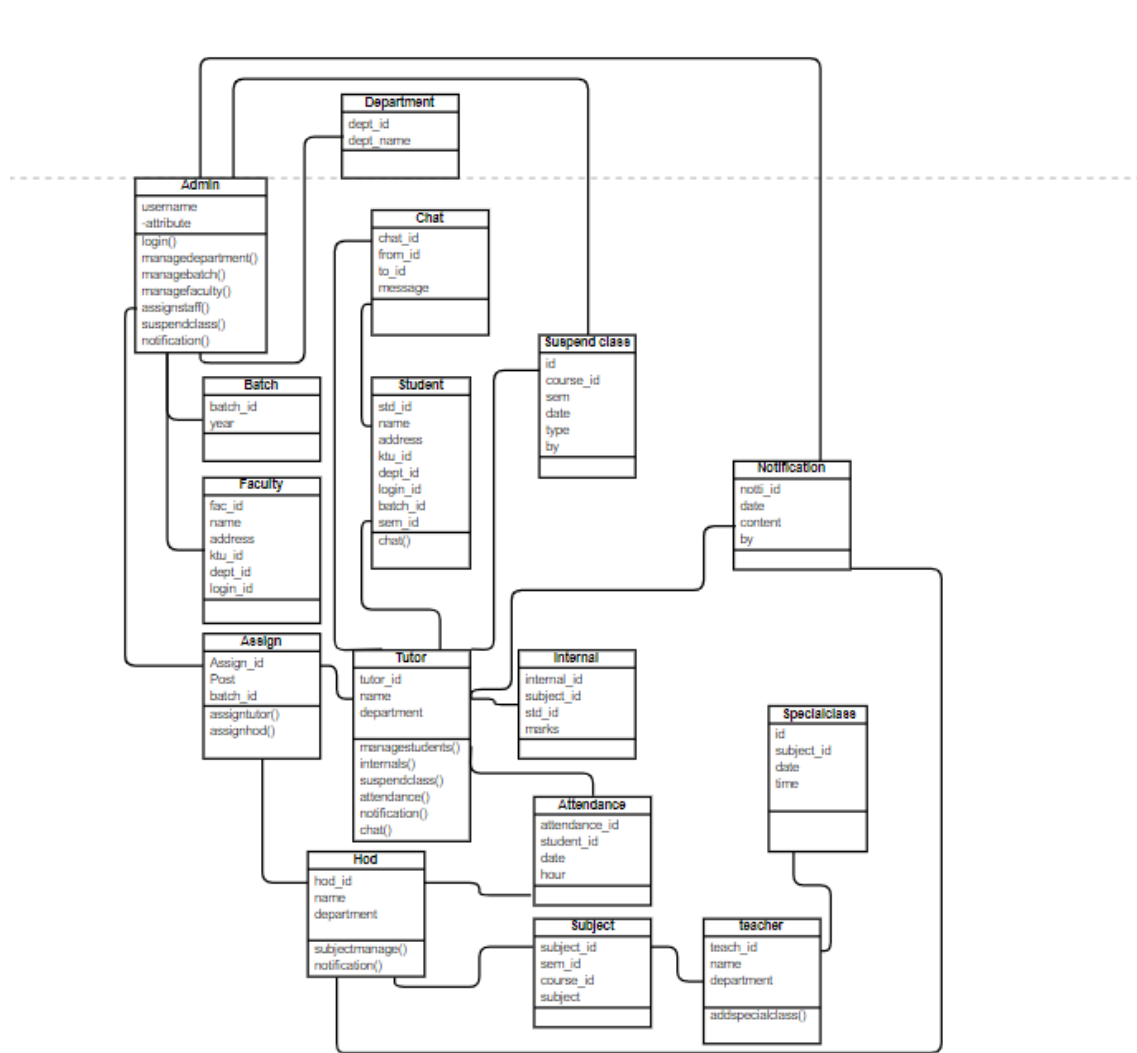 Department
dept_id
dept_name
Admin
username
-attribute
login()
managedepartment()
managebatch()
managefaculty()
assignstaff()
suspendclass()
notification()
Chat
chat_id
from_id
to_id
message
Suspend class
id
course_id
sem
date
type
by
Batch
batch_id
year
Student
std_id
name
address
ktu_id
dept_id
login_id
batch_id
sem_id
chat()
Notification
notti_id
date
content
by
Faculty
fac_id
name
address
ktu_id
dept_id
login_id
Assign
Assign_id
Post
batch_id
assigntutor()
assignhod()
Tutor
tutor_id
name
department
managestudents()
internals()
suspendclass()
attendance()
notification()
chat()
Internal
internal_id
subject_id
std_id
marks
Specialclass
id
subject_id
date
time
Attendance
attendance_id
student_id
date
hour
Hod
hod_id
name
department
subjectmanage()
notification()
Subject
subject_id
sem_id
course_id
subject
teacher
teach_id
name
department
addspecialclass()